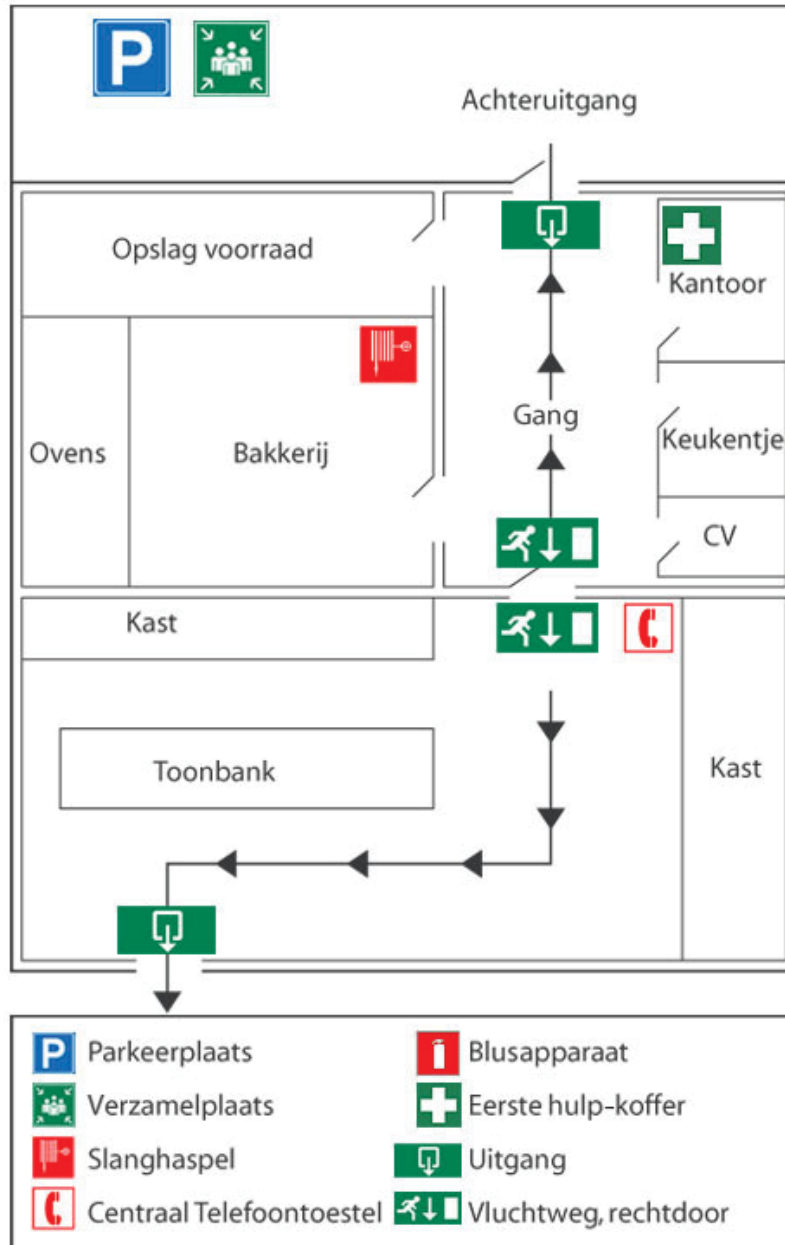 P
Achteruitgang
Opslag voorraad
Kantoor
Gang
Ovens
Bakkerij
Keukentje
CV
Kast
Toonbank
Kast
P Parkeerplaats
Blusapparaat
Verzamelplaats
Eerste hulp-koffer
Slanghaspel
Uitgang
Centraal Telefoontoestel
Vluchtweg, rechtdoor